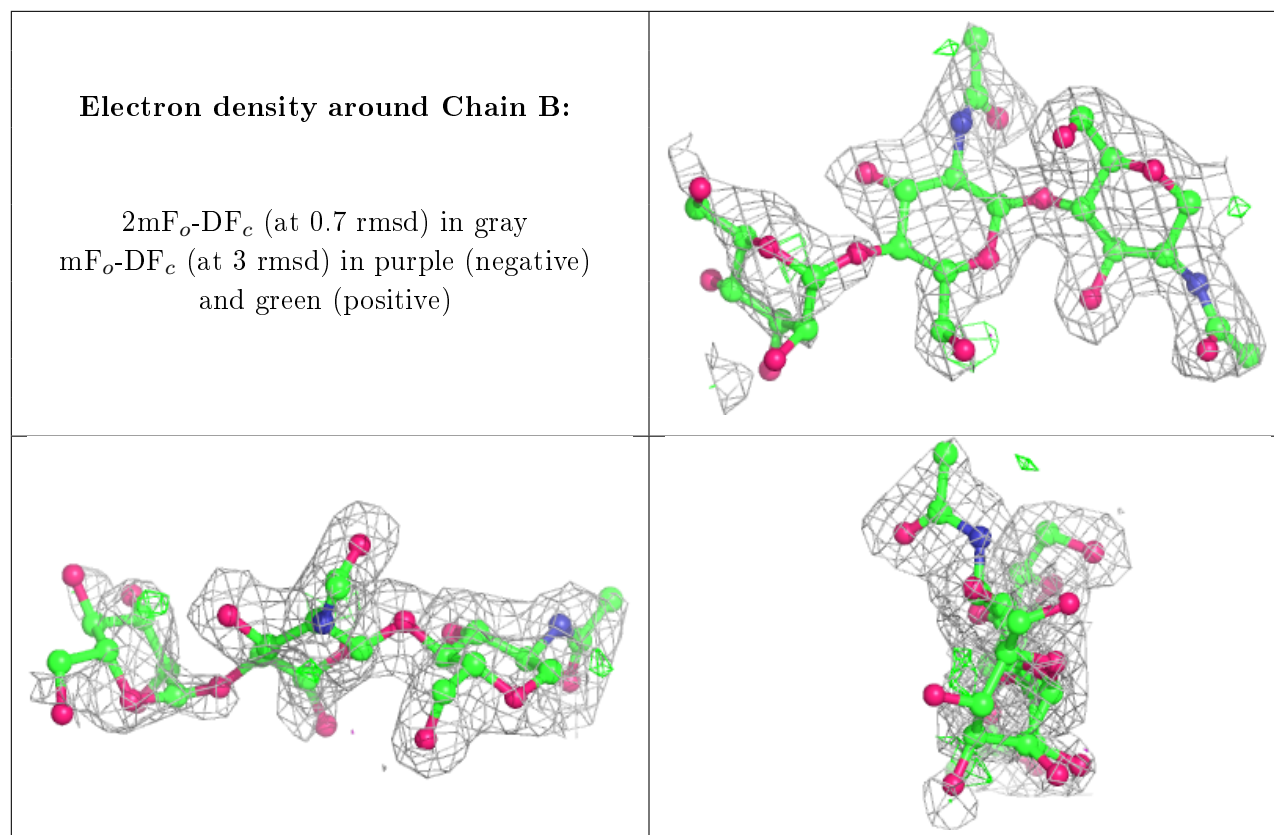 Electron density around Chain B:
2mFₒ-DF𝒸 (at 0.7 rmsd) in gray
mFₒ-DF𝒸 (at 3 rmsd) in purple (negative)
and green (positive)